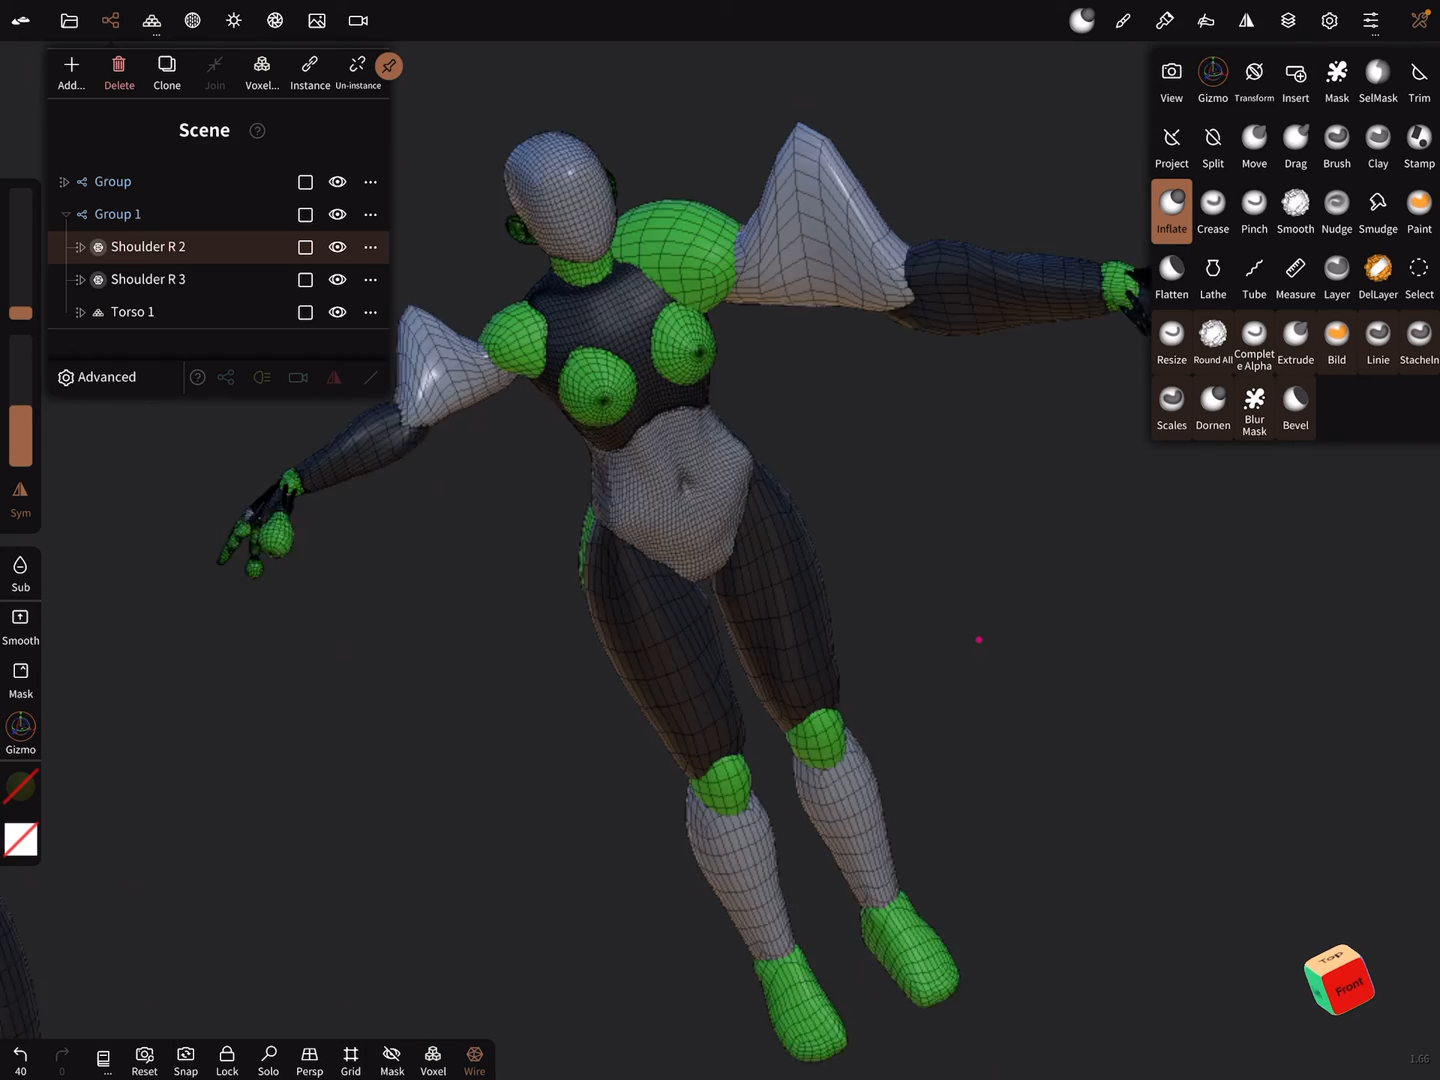 Add...
Delete
Clone
Join
Voxel...
Instance
Un-instance
Scene
?
Group
Group 1
Shoulder R 2
Shoulder R 3
Torso 1
Advanced
?
Sym
Sub
Smooth
Mask
Gizmo
View
Gizmo
Transform
Insert
Mask
SelMask
Trim
Project
Split
Move
Drag
Brush
Clay
Stamp
Inflate
Crease
Pinch
Smooth
Nudge
Smudge
Paint
Flatten
Lathe
Tube
Measure
Layer
DelLayer
Select
Resize
Round All
Complet
e Alpha
Extrude
Bild
Linie
Stacheln
Scales
Dornen
Blur
Mask
Bevel
Top
Front
40
0
...
Reset
Snap
Lock
Solo
Persp
Grid
Mask
Voxel
Wire
1.66